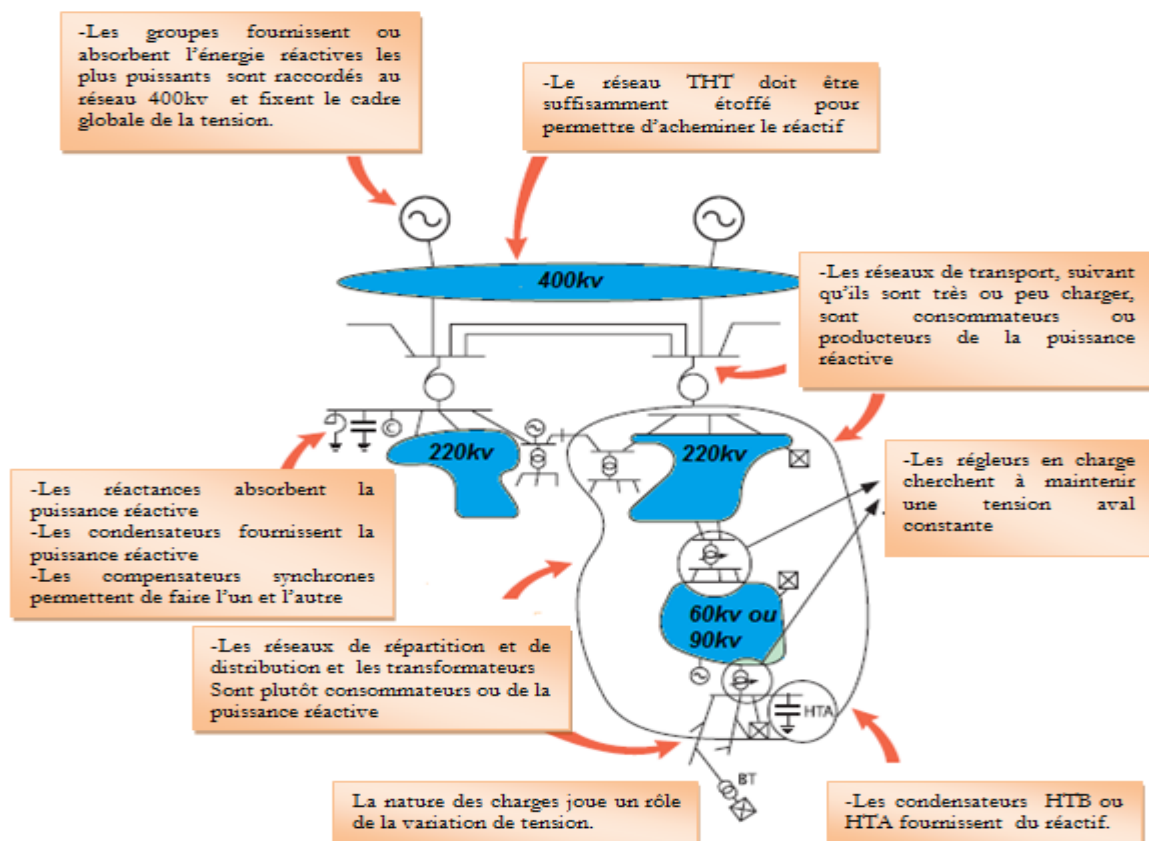 -Les groupes fournissent ou
absorbent l'énergie réactives les
plus puissants sont raccordés au
réseau 400kv et fixent le cadre
globale de la tension.
-Le réseau THT doit être
suffisamment étoffé pour
permettre d'acheminer le réactif
400kv
-Les réseaux de transport, suivant
qu'ils sont très ou peu charger,
sont consommateurs ou
producteurs de la puissance
réactive
C
220kv
220kv
-Les réactances absorbent la
puissance réactive
-Les condensateurs fournissent la
puissance réactive
-Les compensateurs synchrones
permettent de faire l'un et l'autre
-Les régleurs en charge
cherchent à maintenir
une tension aval
constante
60kv ou
90kv
-Les réseaux de répartition et de
distribution et les transformateurs
Sont plutôt consommateurs ou de la
puissance réactive
HTA
BT
La nature des charges joue un rôle
de la variation de tension.
-Les condensateurs HTB ou
HTA fournissent du réactif.